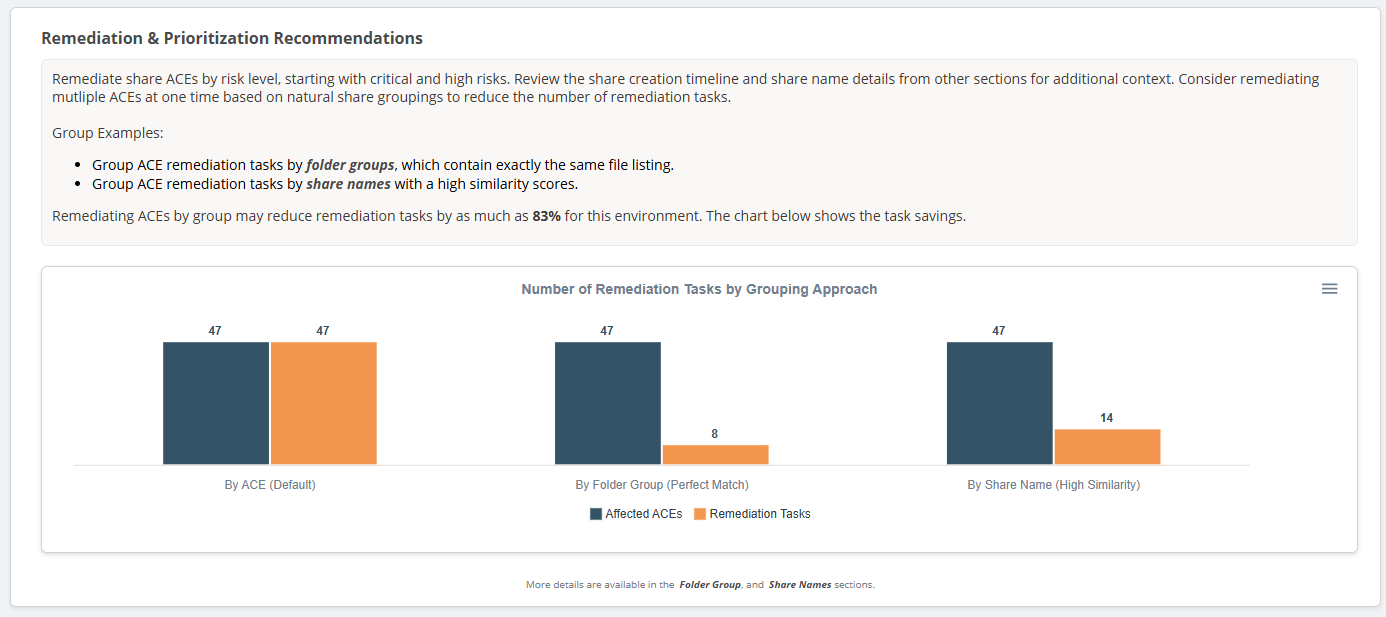 Remediation & Prioritization Recommendations
Remediate share ACEs by risk level, starting with critical and high risks. Review the share creation timeline and share name details from other sections for additional context. Consider remediating
mutliple ACEs at one time based on natural share groupings to reduce the number of remediation tasks.
Group Examples:
• Group ACE remediation tasks by folder groups, which contain exactly the same file listing.
• Group ACE remediation tasks by share names with a high similarity scores.
Remediating ACEs by group may reduce remediation tasks by as much as 83% for this environment. The chart below shows the task savings.
Number of Remediation Tasks by Grouping Approach
47 47 47 8 47 14
By ACE (Default) By Folder Group (Perfect Match) By Share Name (High Similarity)
Affected ACEs Remediation Tasks
More details are available in the Folder Group, and Share Names sections.